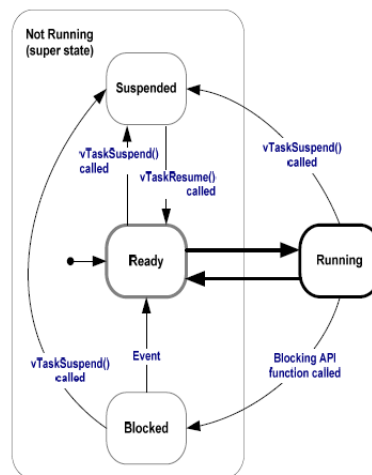 Not Running
(super state)
Suspended
vTaskSuspend()
called
vTaskResume()
called
vTaskSuspend()
called
Ready
Running
Event
vTaskSuspend()
called
Blocking API
function called
Blocked